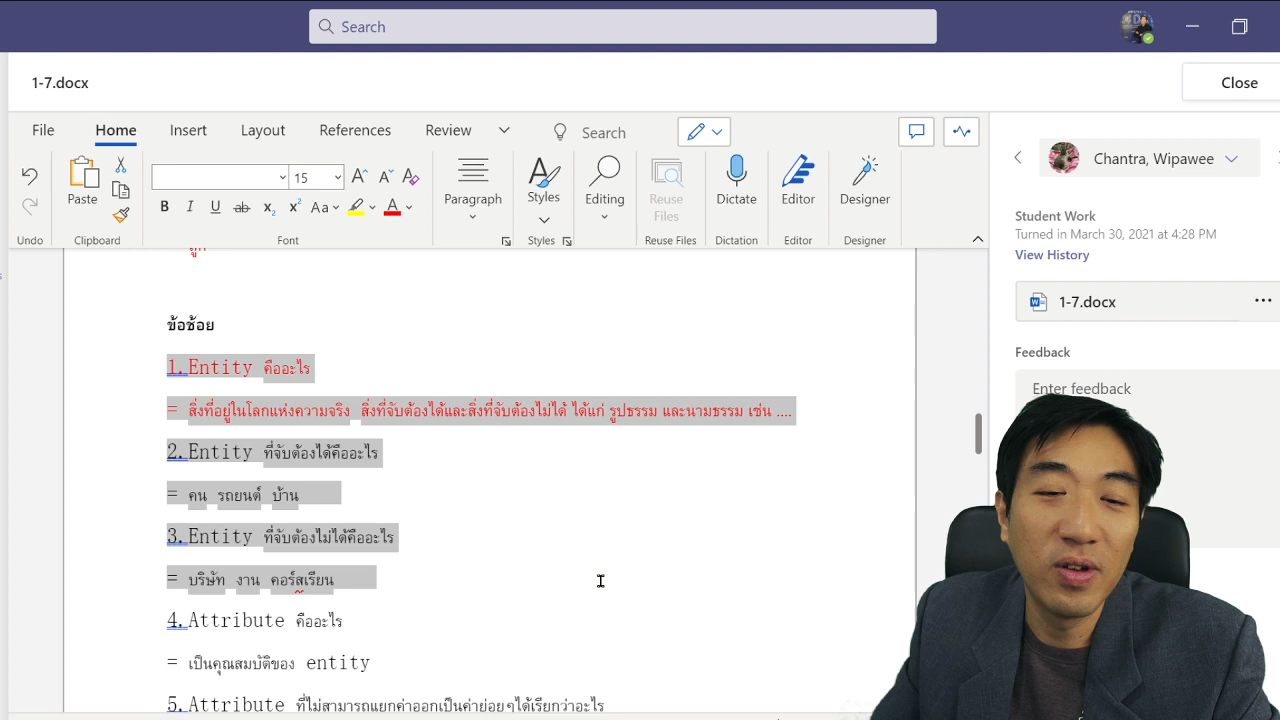 Search
1-7.docx
Close
File Home Insert Layout References Review Search
15
Paste Paragraph Styles Editing Reuse Files Dictate Editor Designer
B I U ab x₂ x² Aa A
Undo Clipboard Font Styles Reuse Files Dictation Editor Designer
Chantra, Wipawee
Student Work
Turned in March 30, 2021 at 4:28 PM
View History
1-7.docx
Feedback
Enter feedback
ข้อช้อย
1.Entity คืออะไร
= สิ่งที่อยู่ในโลกแห่งความจริง สิ่งที่จับต้องได้และสิ่งที่จับต้องไม่ได้ ได้แก่ รูปธรรม และนามธรรม เช่น ....
2.Entity ที่จับต้องได้คืออะไร
= คน รถยนต์ บ้าน
3.Entity ที่จับต้องไม่ได้คืออะไร
= บริษัท งาน คอร์สเรียน
4.Attribute คืออะไร
= เป็นคุณสมบัติของ entity
5.Attribute ที่ไม่สามารถแยกค่าออกเป็นค่าย่อยๆได้เรียกว่าอะไร